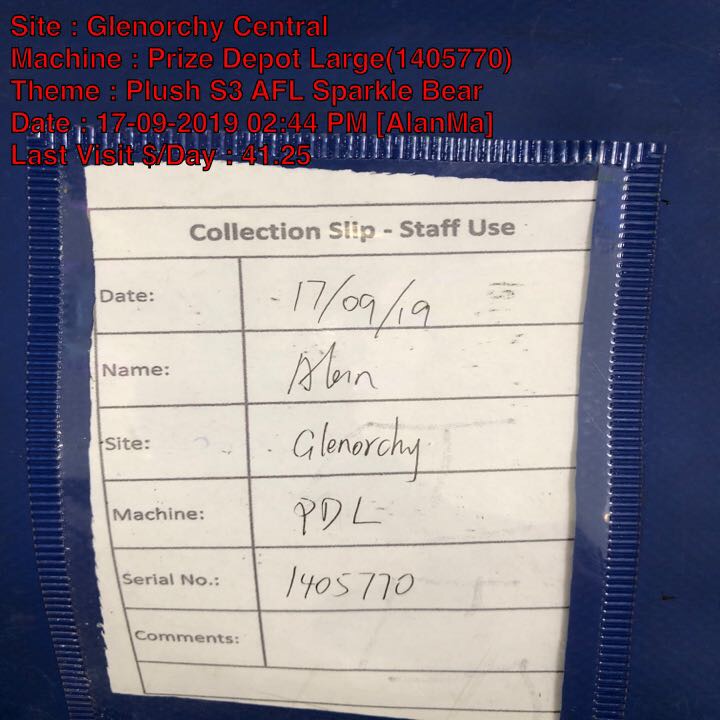 Site : Glenorchy Central
Machine : Prize Depot Large(1405770)
Theme : Plush S3 AFL Sparkle Bear
Date : 17-09-2019 02:44 PM [AlanMa]
Last Visit $/Day : 41.25
Collection Slip - Staff Use
Date: 17/09/19
Name: Alan
Site: Glenorchy
Machine: PDL
Serial No.: 1405770
Comments: